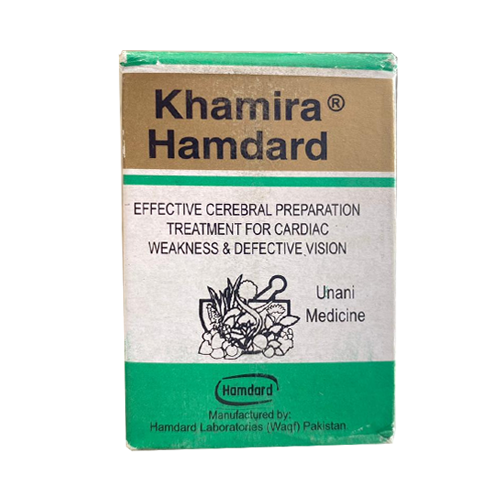 Khamira®
Hamdard
EFFECTIVE CEREBRAL PREPARATION
TREATMENT FOR CARDIAC
WEAKNESS & DEFECTIVE VISION
Unani
Medicine
Hamdard
Manufactured by:
Hamdard Laboratories (Waqf) Pakistan.